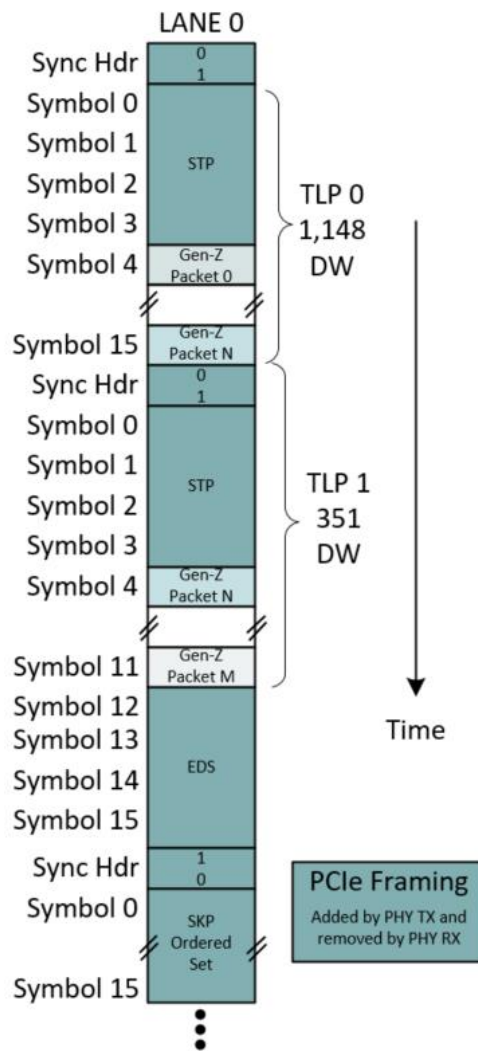 LANE 0
Sync Hdr
0
1
Symbol 0
Symbol 1
Symbol 2
Symbol 3
STP
Symbol 4
Gen-Z
Packet 0
TLP 0
1,148
DW
Symbol 15
Gen-Z
Packet N
Sync Hdr
0
1
Symbol 0
Symbol 1
Symbol 2
Symbol 3
STP
Symbol 4
Gen-Z
Packet N
TLP 1
351
DW
Symbol 11
Gen-Z
Packet M
Symbol 12
Symbol 13
Symbol 14
Symbol 15
EDS
Time
Sync Hdr
1
0
Symbol 0
SKP
Ordered
Set
Symbol 15
PCIe Framing
Added by PHY TX and
removed by PHY RX